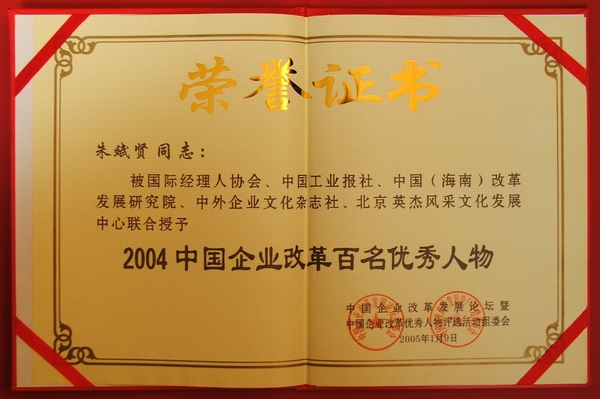 荣誉证书
朱斌贤同志：
被国际经理人协会、中国工业报社、中国（海南）改革
发展研究院、中外企业文化杂志社、北京英杰风采文化发展
中心联合授予
2004中国企业改革百名优秀人物
中国企业改革发展论坛暨
中国企业改革优秀人物评选活动组委会
2005年1月9日